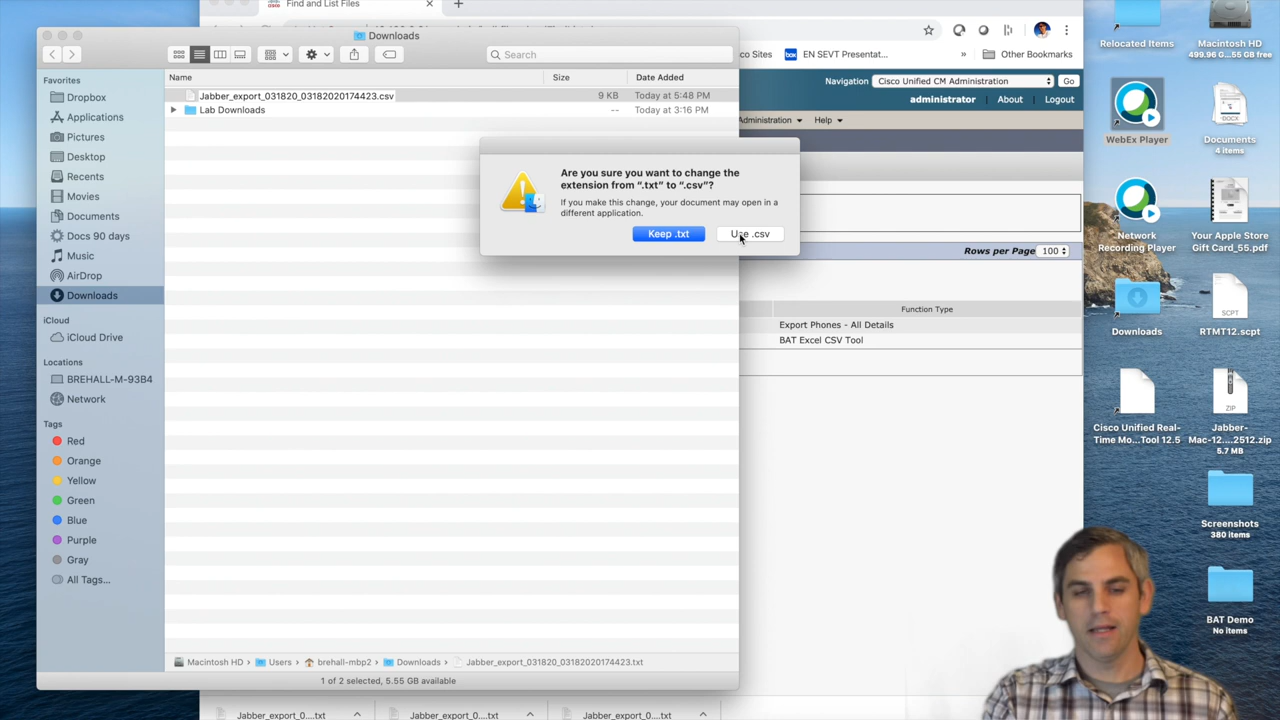 Find and List Files
Downloads
Search
Co Sites
EN SEVT Presentat...
»
Other Bookmarks
Favorites
Dropbox
Applications
Pictures
Desktop
Recents
Movies
Documents
Docs 90 days
Music
AirDrop
Downloads
iCloud
iCloud Drive
Locations
BREHALL-M-93B4
Network
Tags
Red
Orange
Yellow
Green
Blue
Purple
Gray
All Tags...
Name
Size
Date Added
Jabber_export_031820_03182020174423.csv
9 KB
Today at 5:48 PM
Lab Downloads
--
Today at 3:16 PM
Are you sure you want to change the
extension from “.txt” to “.csv”?
If you make this change, your document may open in a
different application.
Keep .txt
Use .csv
Macintosh HD
Users
brehall-mbp2
Downloads
Jabber_export_031820_03182020174423.txt
1 of 2 selected, 5.55 GB available
Navigation
Cisco Unified CM Administration
Go
administrator
About
Logout
Administration
Help
Rows per Page
100
Function Type
Export Phones - All Details
BAT Excel CSV Tool
Jabber_export_0....txt
Jabber_export_0....txt
Jabber_export_0....txt
Relocated Items
Macintosh HD
499.96 G...55 GB free
WebEx Player
DOCX
Documents
4 items
Network
Recording Player
Your Apple Store
Gift Card_55.pdf
Downloads
SCPT
RTMT12.scpt
Cisco Unified Real-
Time Mo...Tool 12.5
ZIP
Jabber-
Mac-12....2512.zip
5.7 MB
Screenshots
380 items
BAT Demo
No items